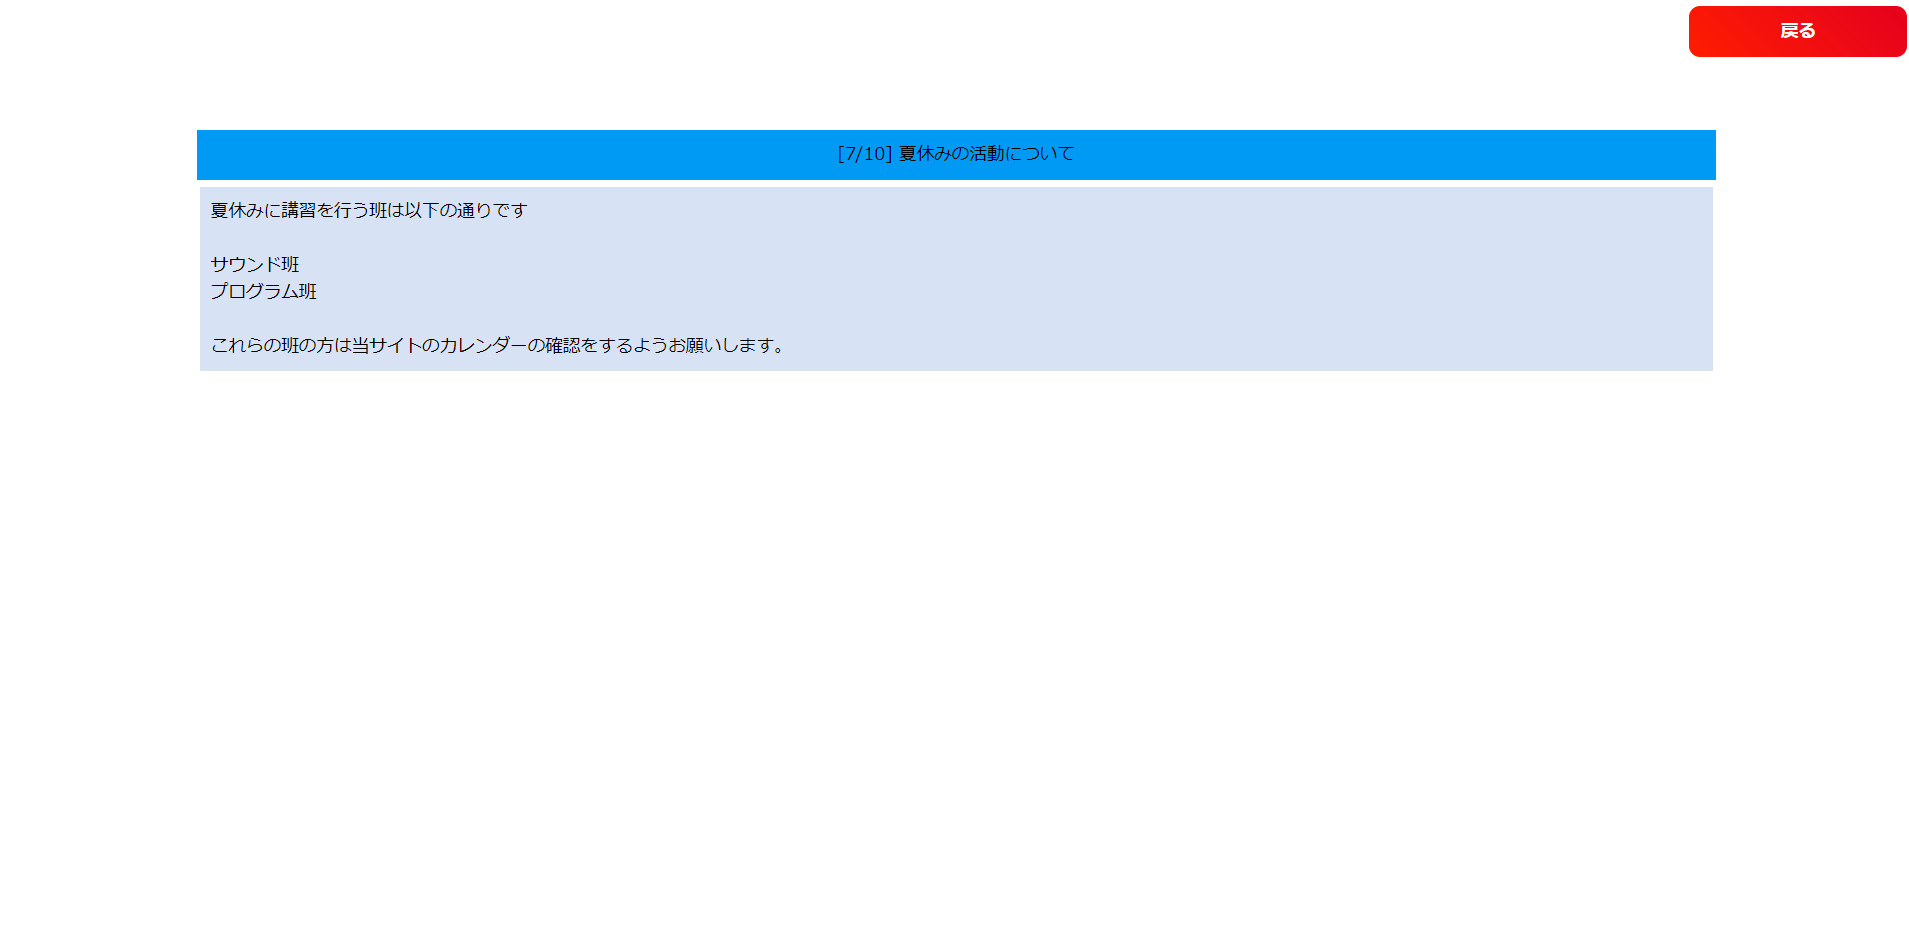 戻る
[7/10] 夏休みの活動について
夏休みに講習を行う班は以下の通りです
サウンド班
プログラム班
これらの班の方は当サイトのカレンダーの確認をするようお願いします。